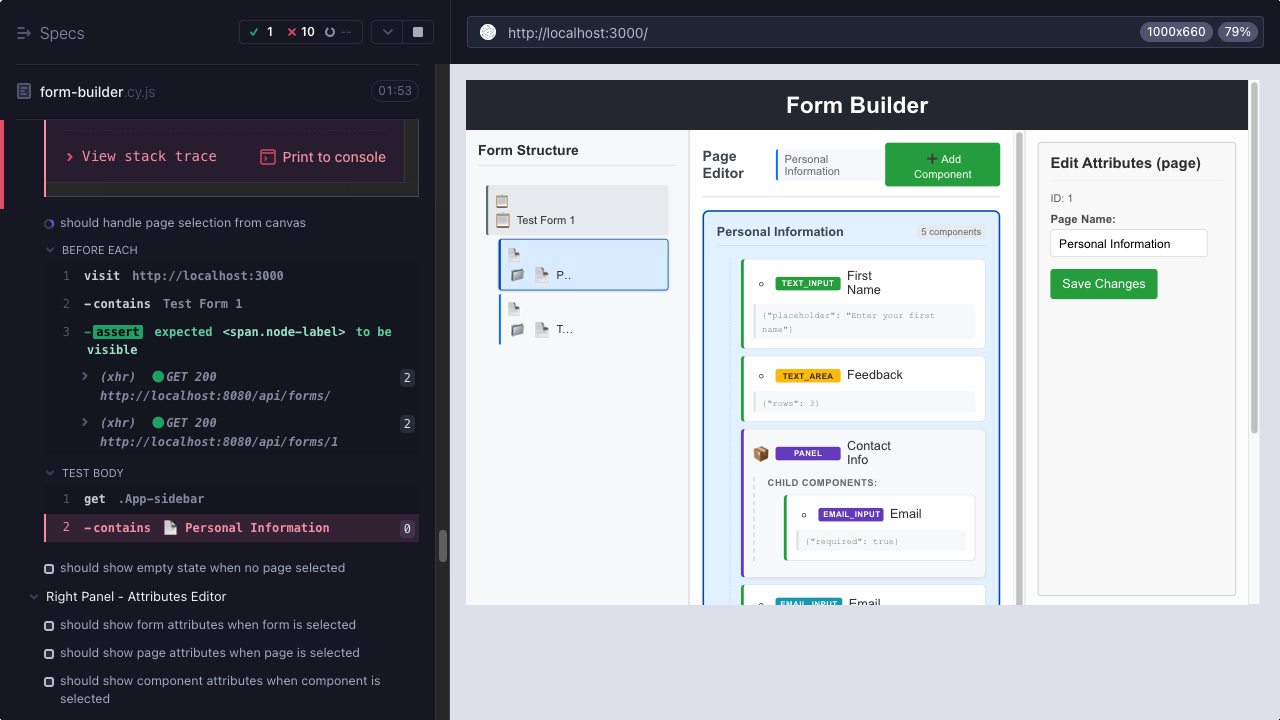 Specs
1
10
--
form-builder.cy.js
01:53
View stack trace
Print to console
should handle page selection from canvas
BEFORE EACH
1 visit http://localhost:3000
2 -contains Test Form 1
3 -assert expected <span.node-label> to be
visible
(xhr) GET 200
http://localhost:8080/api/forms/
2
(xhr) GET 200
http://localhost:8080/api/forms/1
2
TEST BODY
1 get .App-sidebar
2 -contains 📄 Personal Information 0
should show empty state when no page selected
Right Panel - Attributes Editor
should show form attributes when form is selected
should show page attributes when page is selected
should show component attributes when component is
selected
http://localhost:3000/
1000x660
79%
Form Builder
Form Structure
📋
📋 Test Form 1
📄
📁 📄 P..
📄
📁 📄 T...
Page
Editor
Personal
Information
➕ Add
Component
Personal Information
5 components
TEXT_INPUT
First
Name
{"placeholder": "Enter your first
name"}
TEXT_AREA
Feedback
{"rows": 3}
📦 PANEL
Contact
Info
CHILD COMPONENTS:
EMAIL_INPUT
Email
{"required": true}
EMAIL_INPUT
Email
Edit Attributes (page)
ID: 1
Page Name:
Personal Information
Save Changes